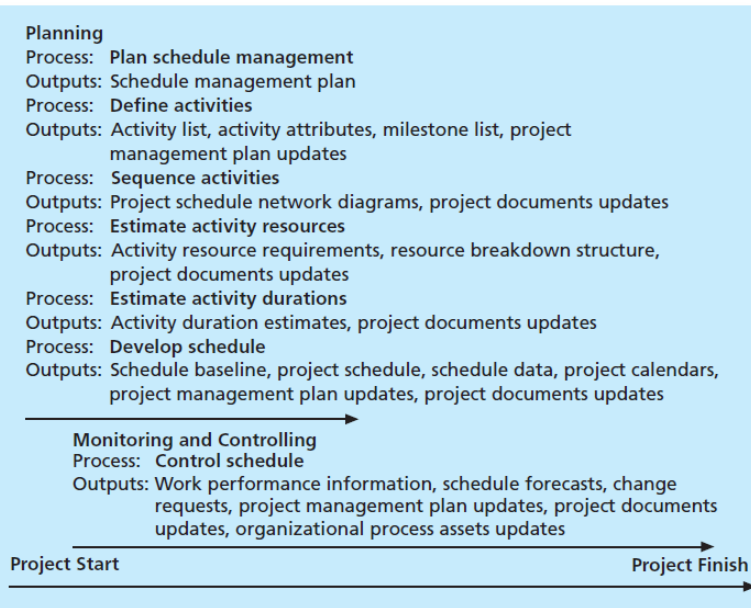 Planning
Process: Plan schedule management
Outputs: Schedule management plan
Process: Define activities
Outputs: Activity list, activity attributes, milestone list, project
management plan updates
Process: Sequence activities
Outputs: Project schedule network diagrams, project documents updates
Process: Estimate activity resources
Outputs: Activity resource requirements, resource breakdown structure,
project documents updates
Process: Estimate activity durations
Outputs: Activity duration estimates, project documents updates
Process: Develop schedule
Outputs: Schedule baseline, project schedule, schedule data, project calendars,
project management plan updates, project documents updates
Monitoring and Controlling
Process: Control schedule
Outputs: Work performance information, schedule forecasts, change
requests, project management plan updates, project documents
updates, organizational process assets updates
Project Start Project Finish